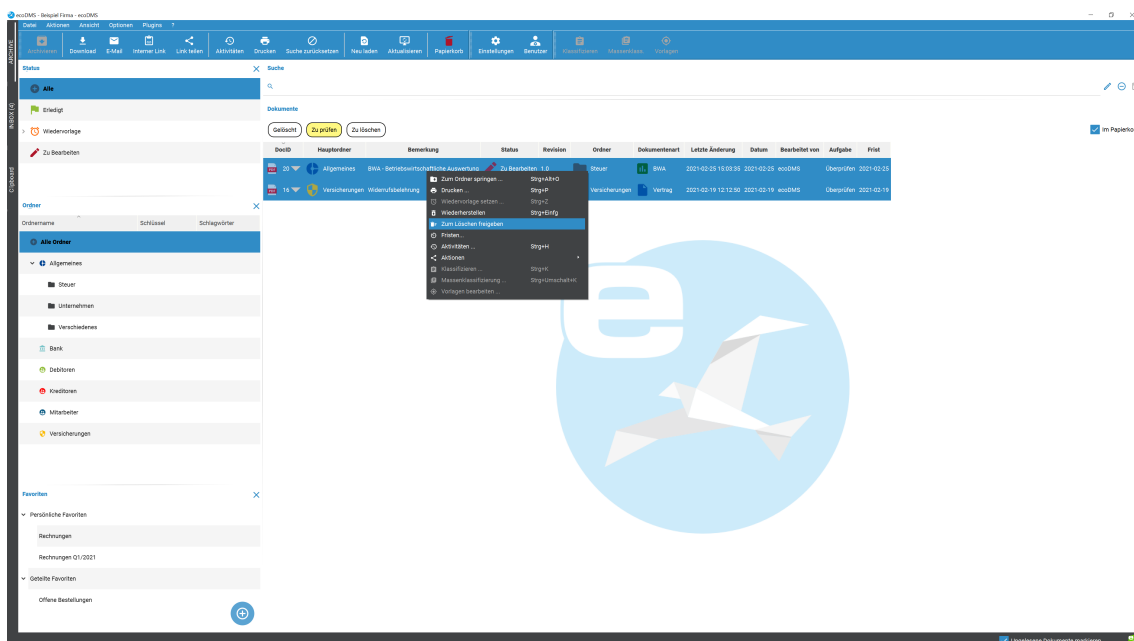 ecoDMS - Beispiel Firma - ecoDMS
Datei Aktionen Ansicht Optionen Plugins ?
Archivieren Download E-Mail Interner Link Link teilen Aktivitäten Drucken Suche zurücksetzen Neu laden Aktualisieren Papierkorb Einstellungen Benutzer Klassifizieren Massenklass. Vorlagen
ARCHIVE
INBOX (4)
Clipboard
Status
Alle
Erledigt
Wiedervorlage
Zu Bearbeiten
Ordner
Ordnername Schlüssel Schlagwörter
Alle Ordner
Allgemeines
Steuer
Unternehmen
Verschiedenes
Bank
Debitoren
Kreditoren
Mitarbeiter
Versicherungen
Favoriten
Persönliche Favoriten
Rechnungen
Rechnungen Q1/2021
Geteilte Favoriten
Offene Bestellungen
Suche
Dokumente
Gelöscht Zu prüfen Zu löschen
Im Papierko
DocID Hauptordner Bemerkung Status Revision Ordner Dokumentenart Letzte Änderung Datum Bearbeitet von Aufgabe Frist
20 Allgemeines BWA - Betriebswirtschaftliche Auswertung Zu Bearbeiten 1.0 Steuer BWA 2021-02-25 15:03:35 2021-02-25 ecoDMS Überprüfen 2021-02-25
16 Versicherungen Widerrufsbelehrung Versicherungen Vertrag 2021-02-19 12:12:50 2021-02-19 ecoDMS Überprüfen 2021-02-19
Zum Ordner springen ... Strg+Alt+O
Drucken ... Strg+P
Wiedervorlage setzen ... Strg+Z
Wiederherstellen Strg+Einfg
Zum Löschen freigeben
Fristen...
Aktivitäten ... Strg+H
Aktionen
Klassifizieren ... Strg+K
Massenklassifizierung ... Strg+Umschalt+K
Vorlagen bearbeiten ...
e
Ungelesene Dokumente markieren